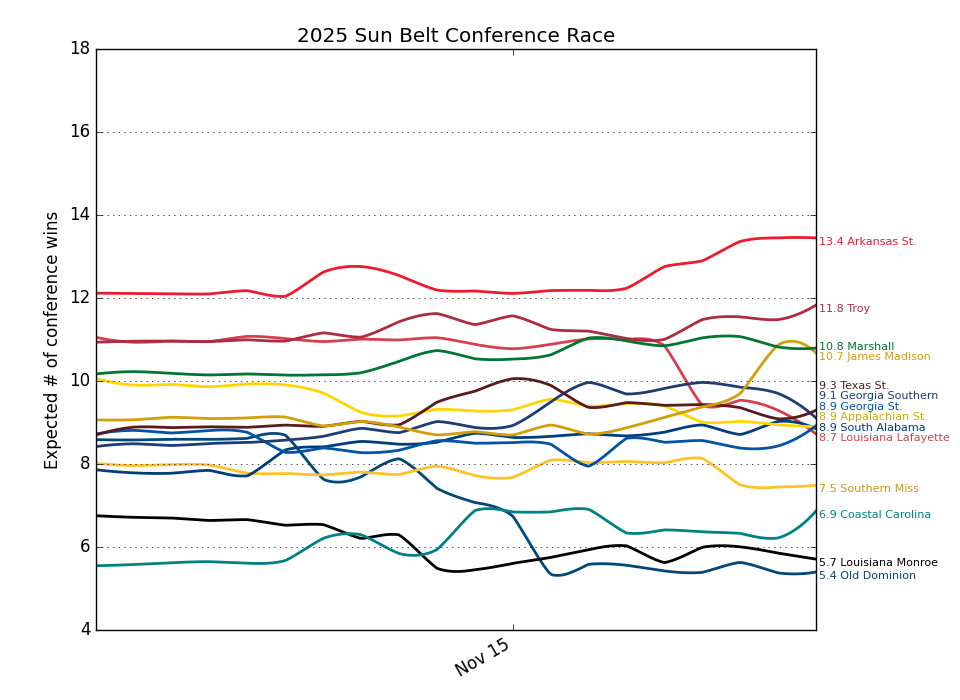 2025 Sun Belt Conference Race
Expected # of conference wins
18
16
14
12
10
8
6
4
Nov 15
13.4 Arkansas St.
11.8 Troy
10.8 Marshall
10.7 James Madison
9.3 Texas St.
9.1 Georgia Southern
8.9 Georgia St.
8.9 Appalachian St.
8.9 South Alabama
8.7 Louisiana Lafayette
7.5 Southern Miss
6.9 Coastal Carolina
5.7 Louisiana Monroe
5.4 Old Dominion